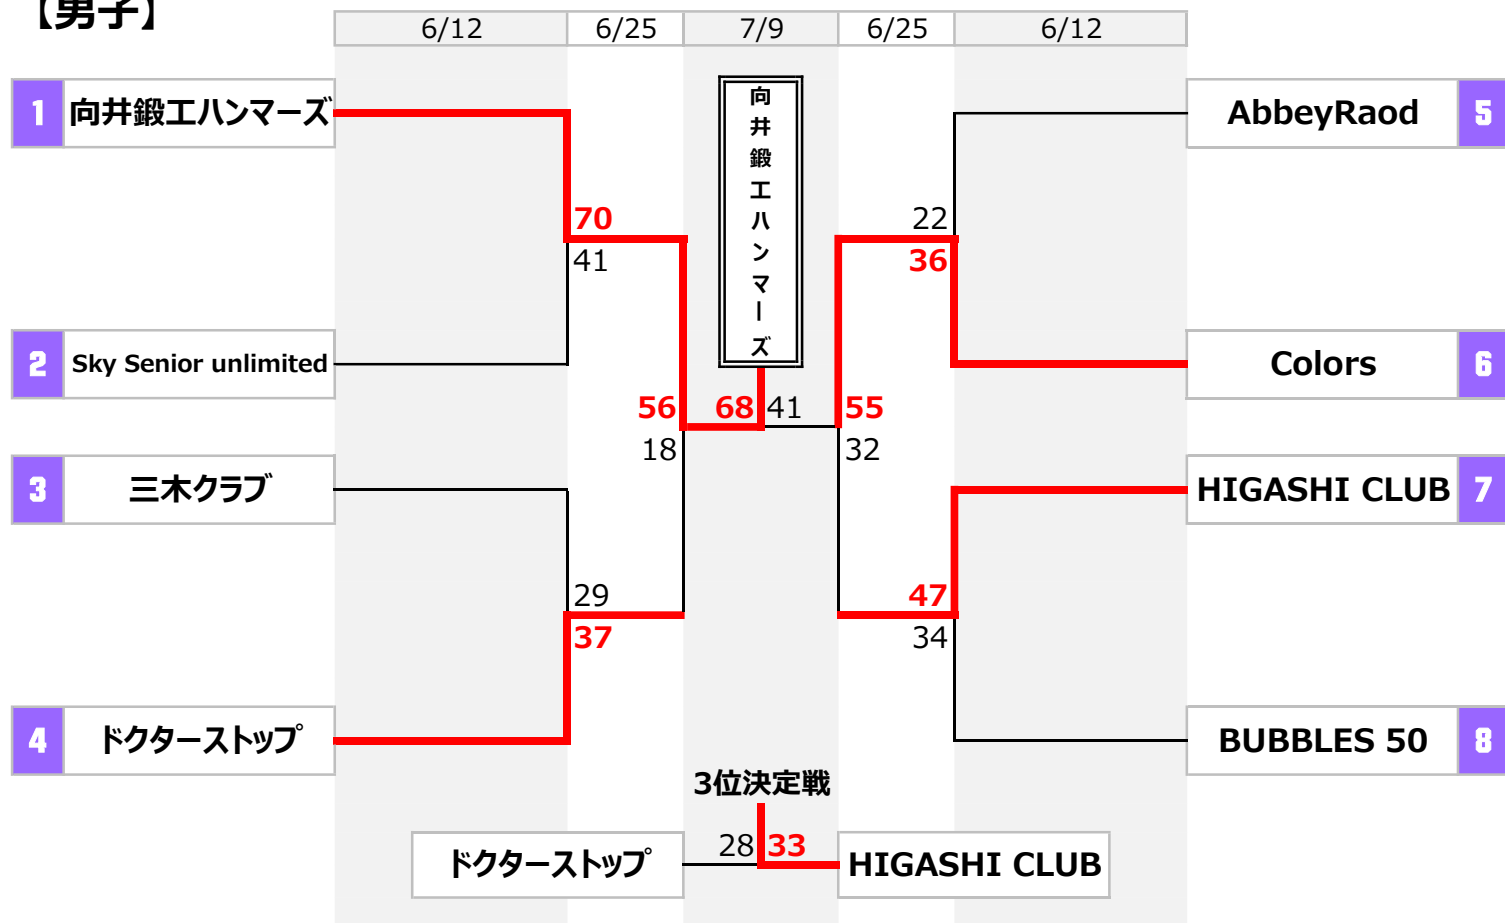 【男子】
6/12 6/25 7/9 6/25 6/12
1 向井鍛工ハンマーズ
向井鍛工ハンマーズ
AbbeyRaod 5
70
41
22
36
2 Sky Senior unlimited
Colors 6
56 68 41 55
18 32
3 三木クラブ
HIGASHI CLUB 7
29
37
47
34
4 ドクターストップ
BUBBLES 50 8
3位決定戦
ドクターストップ 28 33 HIGASHI CLUB